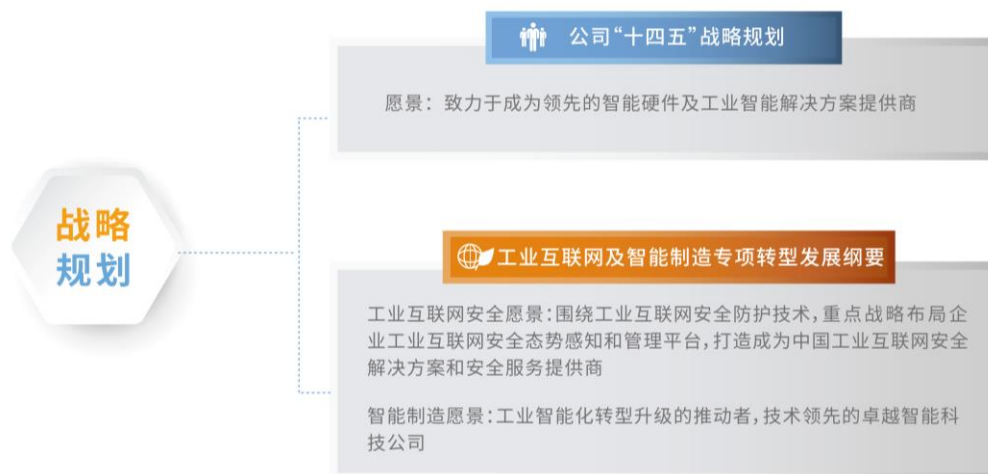 战略
规划
公司“十四五”战略规划
愿景：致力于成为领先的智能硬件及工业智能解决方案提供商
工业互联网及智能制造专项转型发展纲要
工业互联网安全愿景：围绕工业互联网安全防护技术，重点战略布局企
业工业互联网安全态势感知和管理平台，打造成为中国工业互联网安全
解决方案和安全服务提供商
智能制造愿景：工业智能化转型升级的推动者，技术领先的卓越智能科
技公司